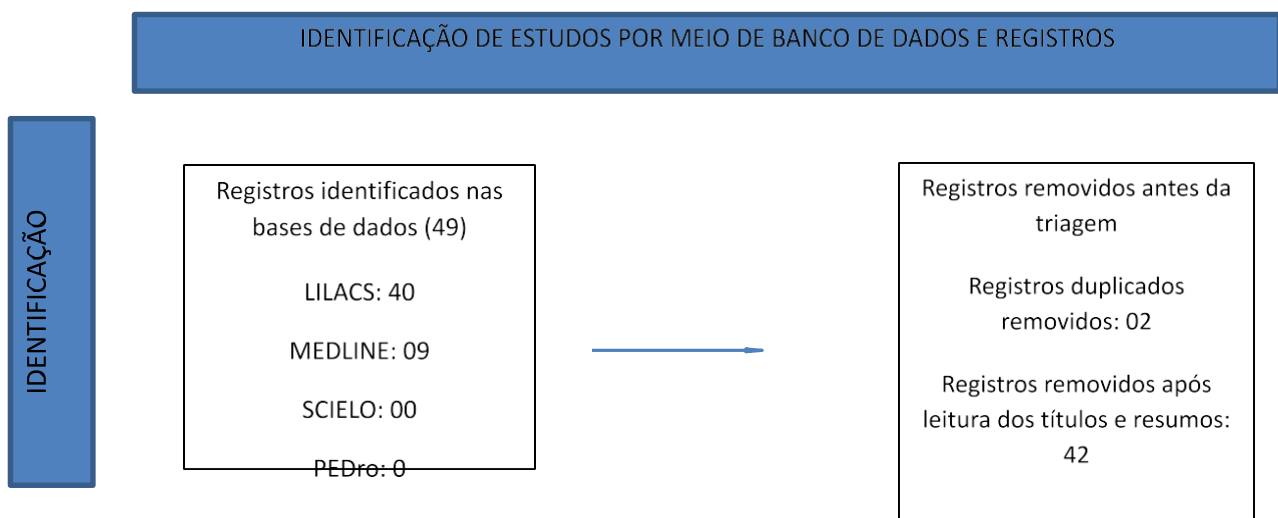 IDENTIFICAÇÃO DE ESTUDOS POR MEIO DE BANCO DE DADOS E REGISTROS
IDENTIFICAÇÃO
Registros identificados nas
bases de dados (49)
LILACS: 40
MEDLINE: 09
SCIELO: 00
PEDro: 0
Registros removidos antes da
triagem
Registros duplicados
removidos: 02
Registros removidos após
leitura dos títulos e resumos:
42